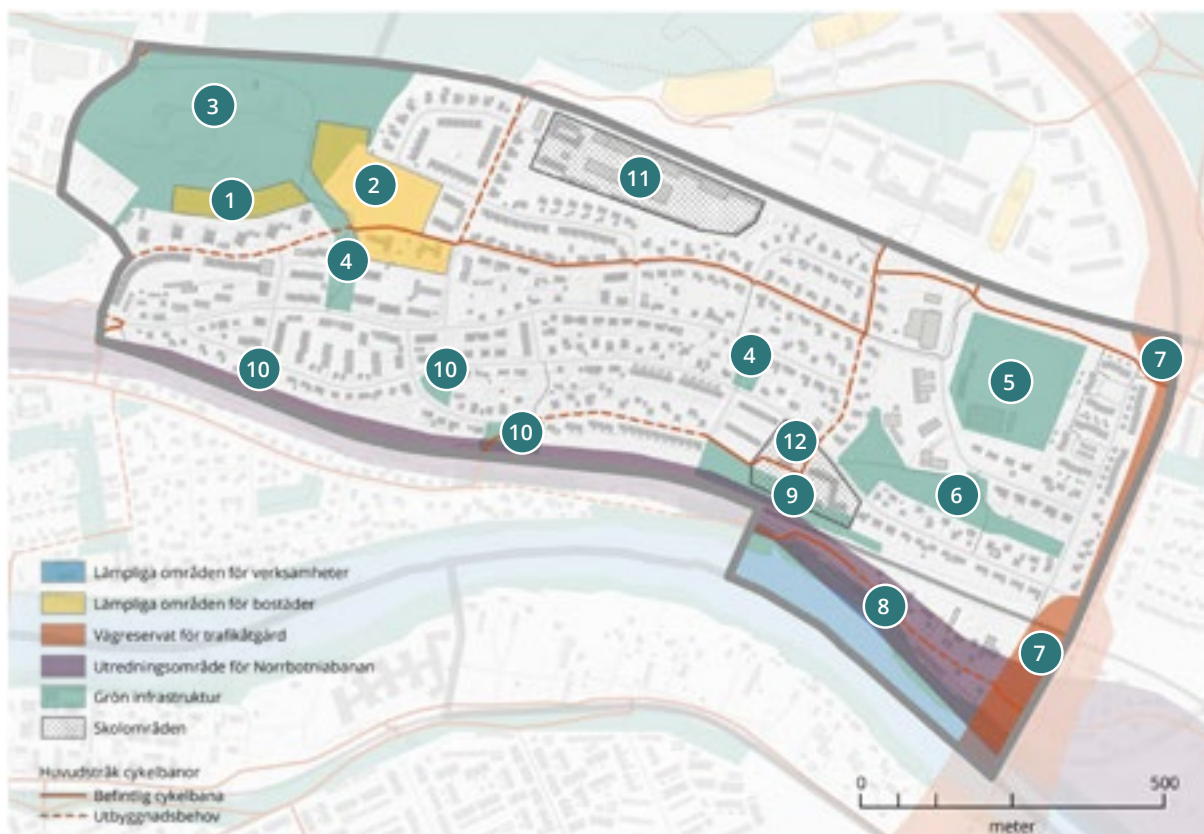 3
11
2
1
4
4
7
10
10
5
10
12
9
6
8
7
Lämpliga områden för verksamheter
Lämpliga områden för bostäder
Vägreservat för trafikåtgärd
Utredningsområde för Norrbotniabanan
Grön infrastruktur
Skolområden
Huvudstråk cykelbanor
Befintlig cykelbana
Utbyggnadsbehov
0 500
meter